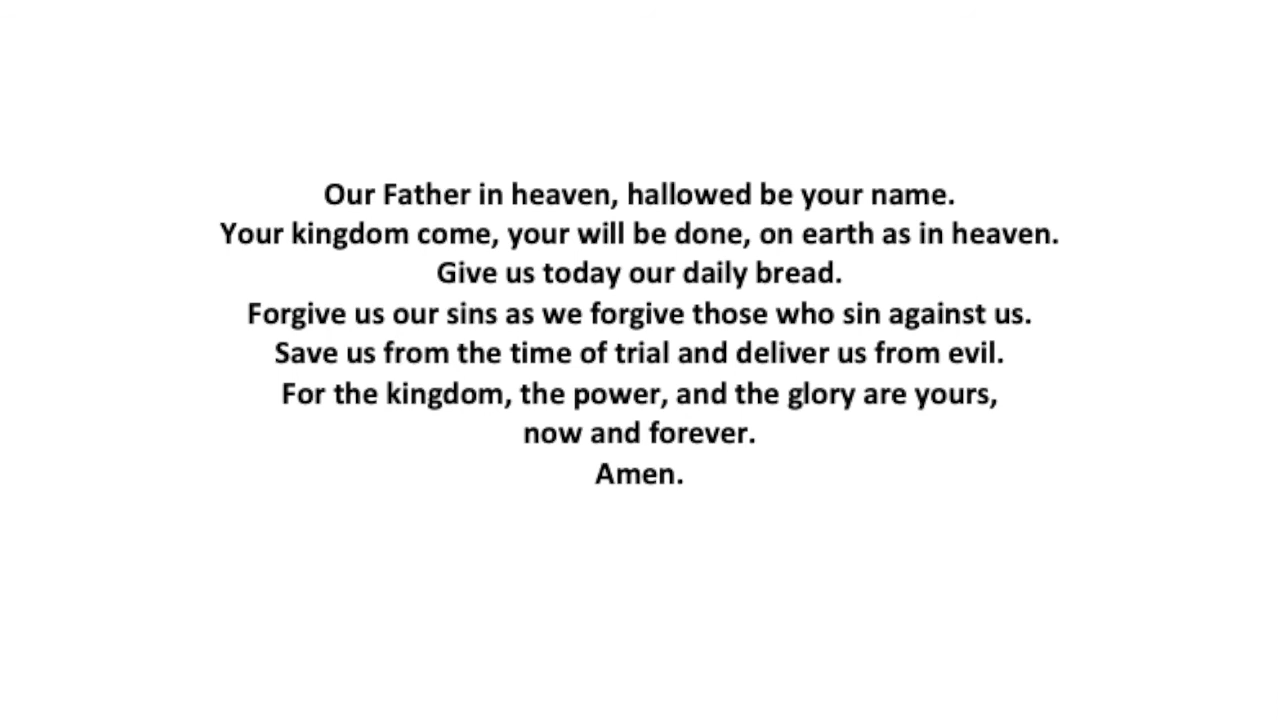 Our Father in heaven, hallowed be your name.
Your kingdom come, your will be done, on earth as in heaven.
Give us today our daily bread.
Forgive us our sins as we forgive those who sin against us.
Save us from the time of trial and deliver us from evil.
For the kingdom, the power, and the glory are yours,
now and forever.
Amen.